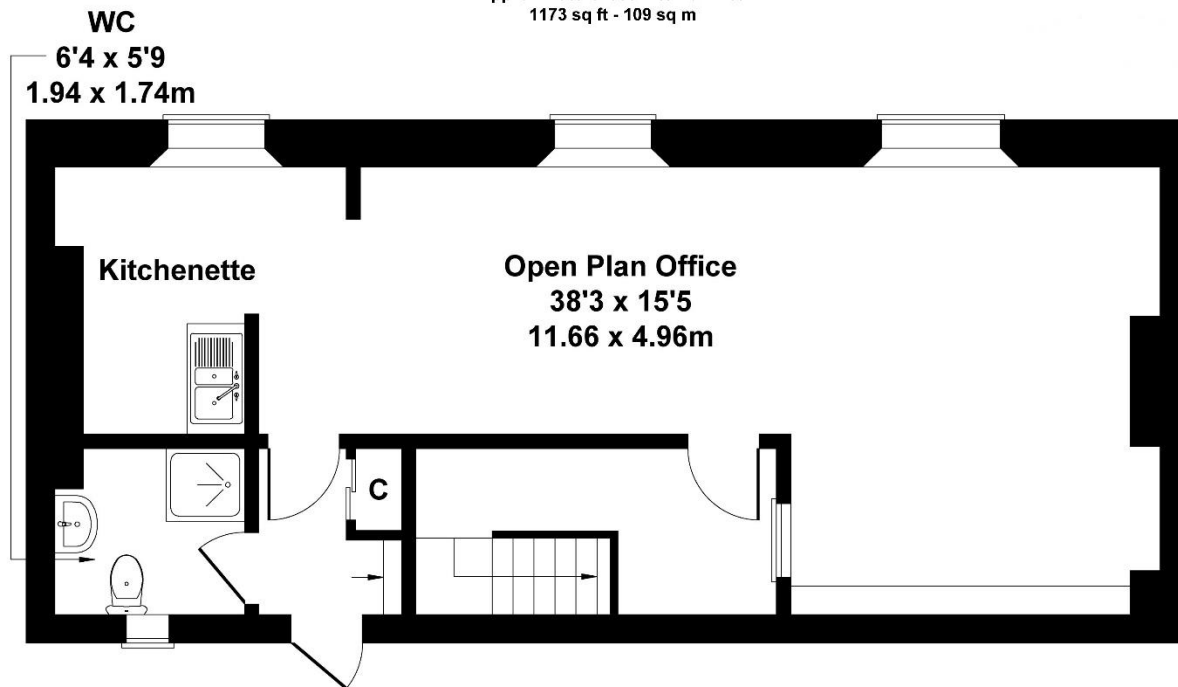 1173 sq ft - 109 sq m
WC
6'4 x 5'9
1.94 x 1.74m
Kitchenette
Open Plan Office
38'3 x 15'5
11.66 x 4.96m
C